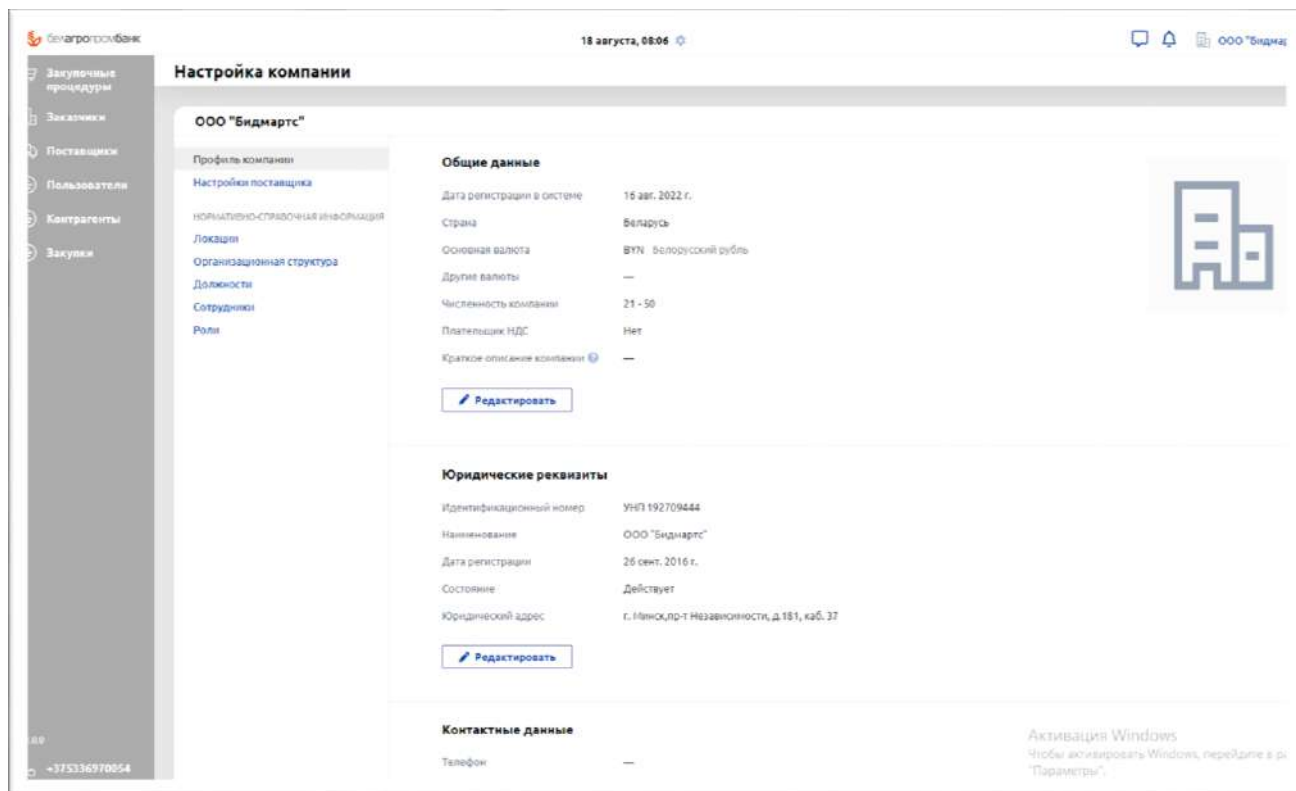 белагропромбанк
18 августа, 08:06
ООО "Бидмар
Закупочные
процедуры
Заказчики
Поставщики
Пользователи
Контрагенты
Закупки
Настройка компании
ООО "Бидмартс"
Профиль компании
Настройки поставщика
НОРМАТИВНО-СПРАВОЧНАЯ ИНФОРМАЦИЯ
Локации
Организационная структура
Должности
Сотрудники
Роли
Общие данные
Дата регистрации в системе 16 авг. 2022 г.
Страна Беларусь
Основная валюта BYN Белорусский рубль
Другие валюты —
Численность компании 21 - 50
Плательщик НДС Нет
Краткое описание компании ? —
Редактировать
Юридические реквизиты
Идентификационный номер УНП 192709444
Наименование ООО "Бидмартс"
Дата регистрации 26 сент. 2016 г.
Состояние Действует
Юридический адрес г. Минск,пр-т Независимости, д.181, каб. 37
Редактировать
Контактные данные
Телефон —
+375336970054
Активация Windows
Чтобы активировать Windows, перейдите в ра
"Параметры".